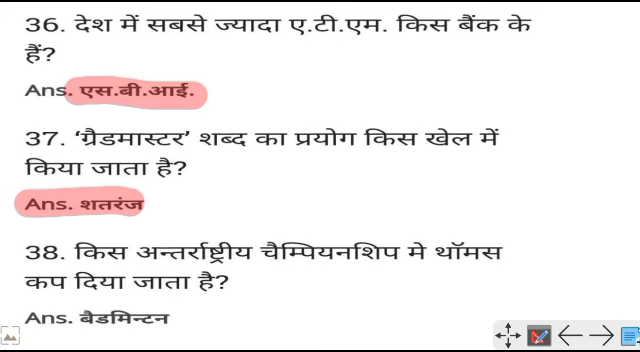 36. देश में सबसे ज्यादा ए.टी.एम. किस बैंक के
हैं?
Ans. एस.बी.आई.
37. ‘ग्रैडमास्टर’ शब्द का प्रयोग किस खेल में
किया जाता है?
Ans. शतरंज
38. किस अन्तर्राष्ट्रीय चैम्पियनशिप मे थॉमस
कप दिया जाता है?
Ans. बैडमिन्टन